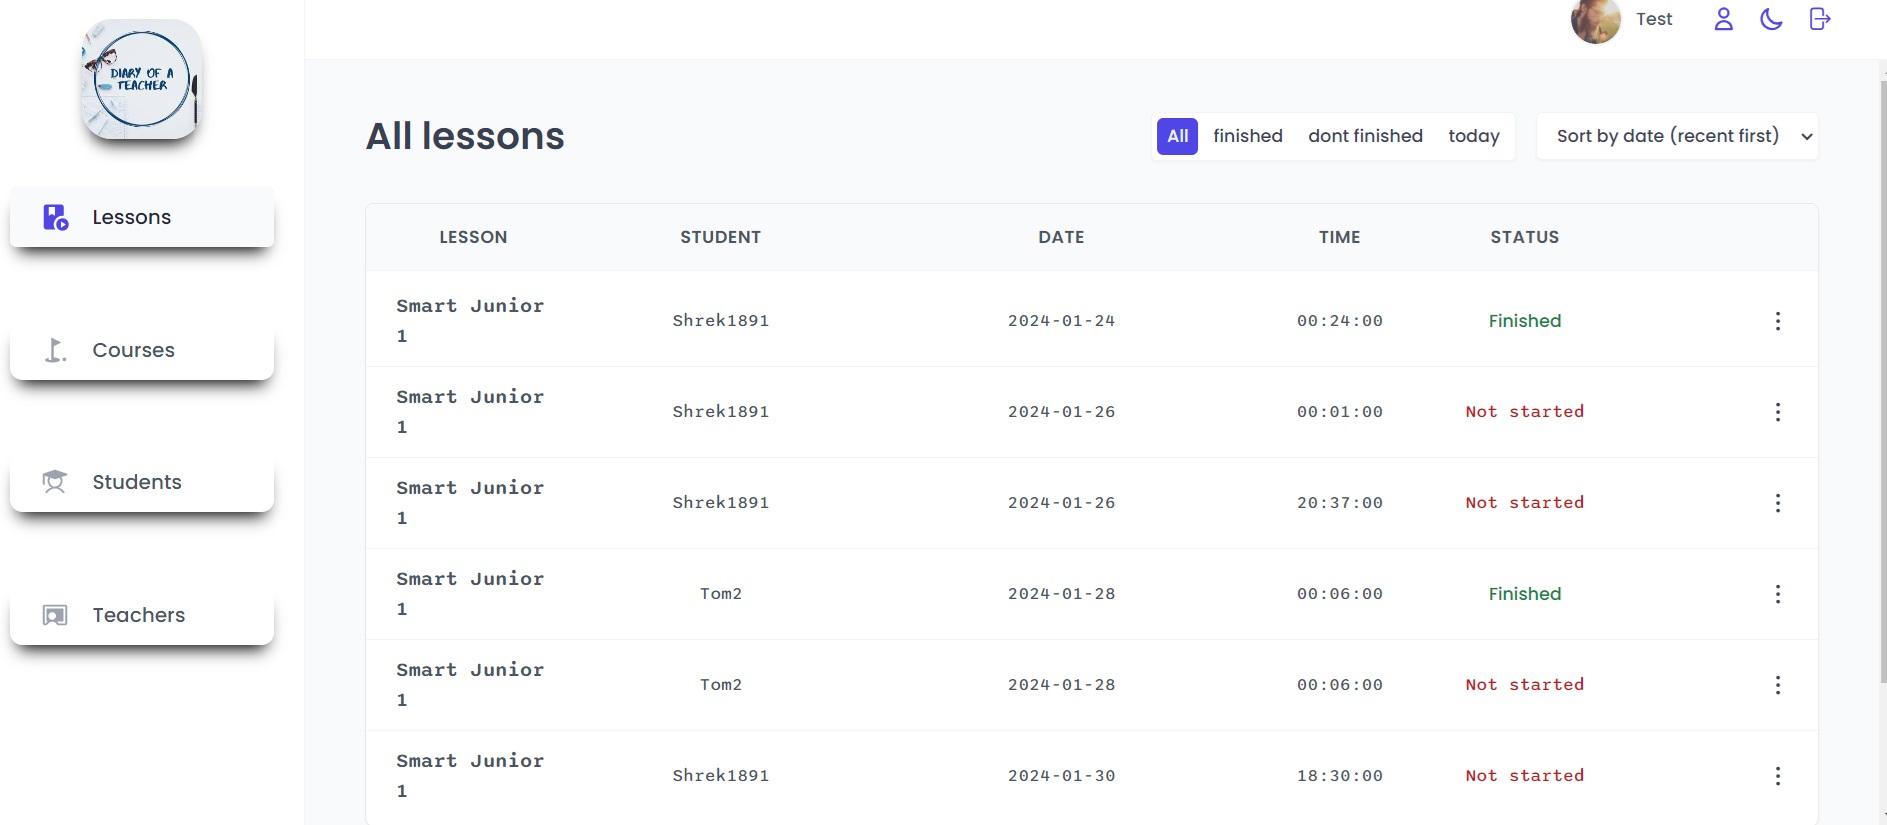 DIARY OF A
TEACHER
Test
Lessons
Courses
Students
Teachers
All lessons
All finished dont finished today
Sort by date (recent first)
LESSON STUDENT DATE TIME STATUS
Smart Junior
1
Shrek1891 2024-01-24 00:24:00 Finished
Smart Junior
1
Shrek1891 2024-01-26 00:01:00 Not started
Smart Junior
1
Shrek1891 2024-01-26 20:37:00 Not started
Smart Junior
1
Tom2 2024-01-28 00:06:00 Finished
Smart Junior
1
Tom2 2024-01-28 00:06:00 Not started
Smart Junior
1
Shrek1891 2024-01-30 18:30:00 Not started